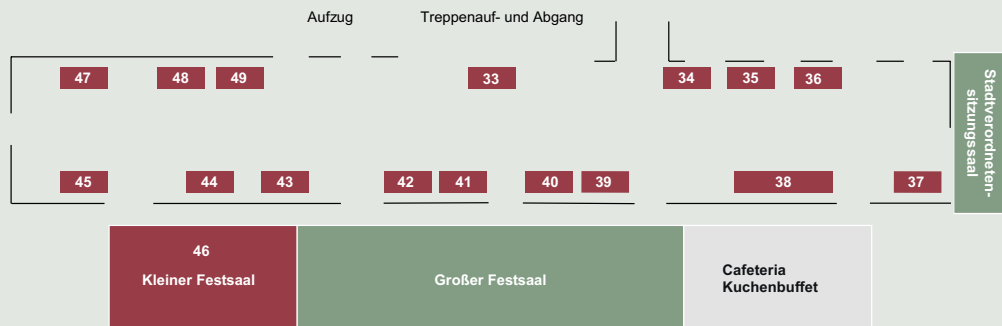 Aufzug
Treppenauf- und Abgang
47
48
49
33
34
35
36
Stadtverordneten-
sitzungssaal
45
44
43
42
41
40
39
38
37
46
Kleiner Festsaal
Großer Festsaal
Cafeteria
Kuchenbuffet